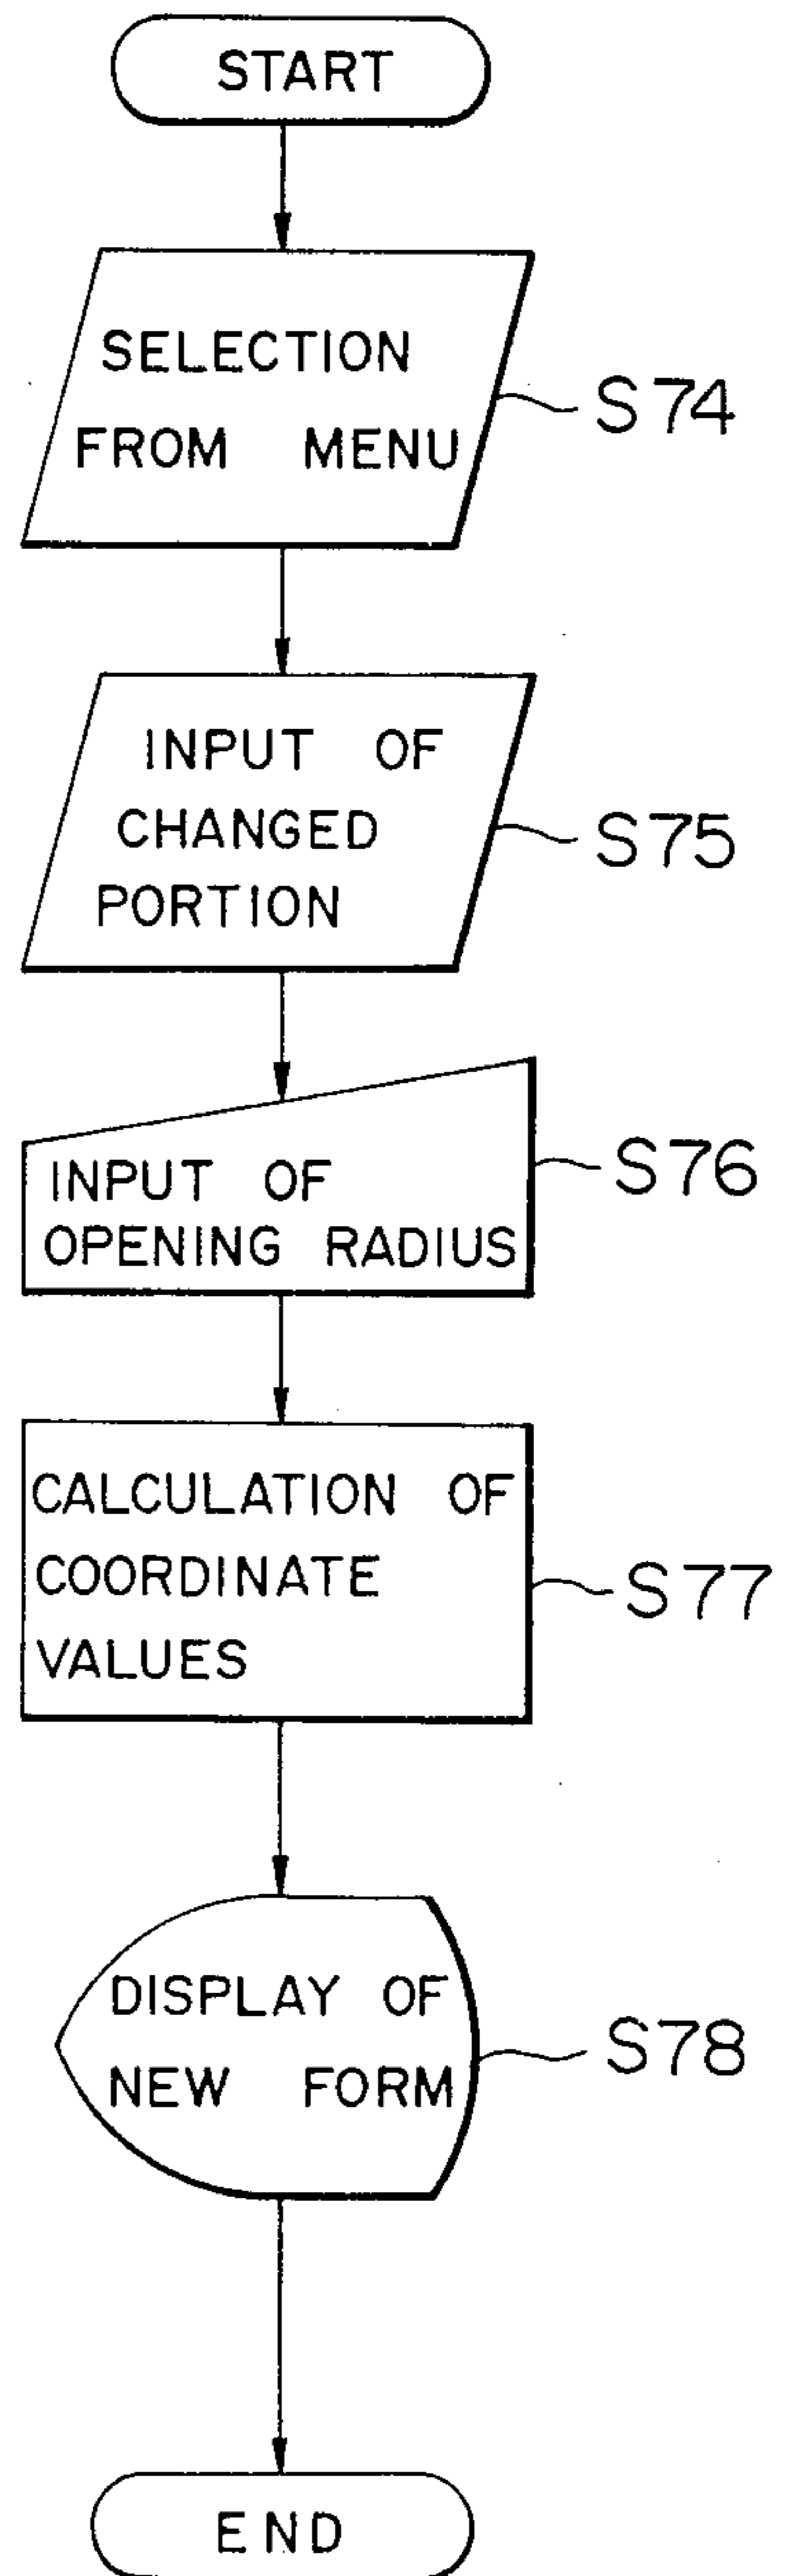 START
SELECTION
FROM MENU
S74
INPUT OF
CHANGED
PORTION
S75
INPUT OF
OPENING RADIUS
S76
CALCULATION OF
COORDINATE
VALUES
S77
DISPLAY OF
NEW FORM
S78
END